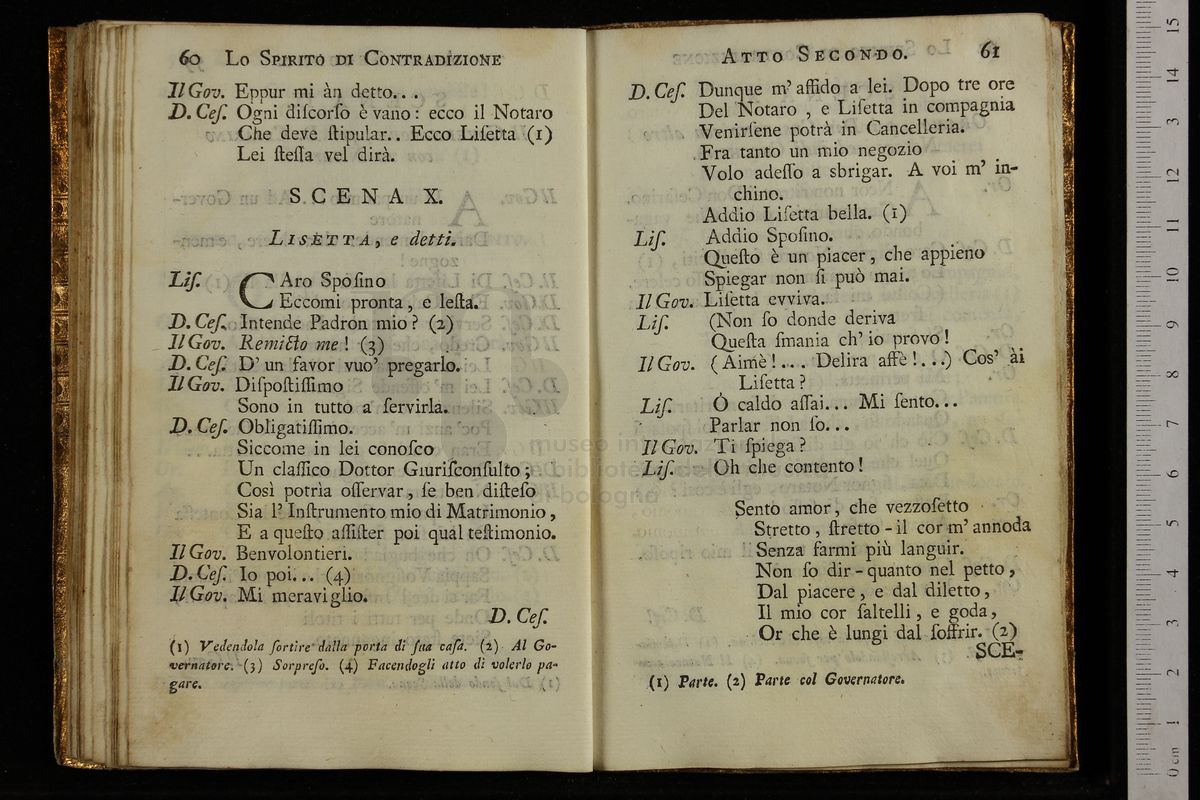 60 Lo Spirito di Contradizione
Il Gov. Eppur mi àn detto.. .
D. Ceſ. Ogni diſcorſo è vano : ecco il Notaro
Che deve ſtipular.. Ecco Liſetta (1)
Lei ſteſſa vel dirà.
SCENA X.
Lisetta, e detti.
Liſ. CAro Spoſino
Eccomi pronta, e leſta.
D. Ceſ. Intende Padron mio ? (2)
Il Gov. Remitto me ! (3)
D. Ceſ. D' un favor vuo' pregarlo.
Il Gov. Diſpoſtiſſimo
Sono in tutto a ſervirla.
D. Ceſ. Obligatiſſimo.
Siccome in lei conoſco
Un claſſico Dottor Giuriſconſulto ;
Così potrìa oſſervar, ſe ben diſteſo
Sia l' Inſtrumento mio di Matrimonio ,
E a queſto aſſiſter poi qual teſtimonio.
Il Gov. Benvolontieri.
D. Ceſ. Io poi... (4)
Il Gov. Mi meraviglio.
D. Ceſ.
(1) Vedendola ſortire dalla porta di ſua caſa. (2) Al Go-
vernatore. (3) Sorpreſo. (4) Facendogli atto di volerlo pa-
gare.
Atto Secondo. 61
D. Ceſ. Dunque m' affido a lei. Dopo tre ore
Del Notaro , e Liſetta in compagnia
Venirſene potrà in Cancelleria.
Fra tanto un mio negozio
Volo adeſſo a sbrigar. A voi m' in-
chino.
Addio Liſetta bella. (1)
Liſ. Addio Spoſino.
Queſto è un piacer, che appieno
Spiegar non ſi può mai.
Il Gov. Liſetta evviva.
Liſ. (Non ſo donde deriva
Queſta ſmania ch' io provo !
Il Gov. (Aimè !... . Delira affè !. ..) Cos' ài
Liſetta ?
Liſ. Ò caldo aſſai... Mi ſento...
Parlar non ſo...
Il Gov. Ti ſpiega ?
Liſ. Oh che contento !
Sento amor, che vezzoſetto
Stretto , ſtretto - il cor m' annoda
Senza farmi più languir.
Non ſo dir - quanto nel petto ,
Dal piacere, e dal diletto,
Il mio cor ſaltelli, e goda,
Or che è lungi dal ſoffrir. (2)
SCE-
(1) Parte. (2) Parte col Governatore.